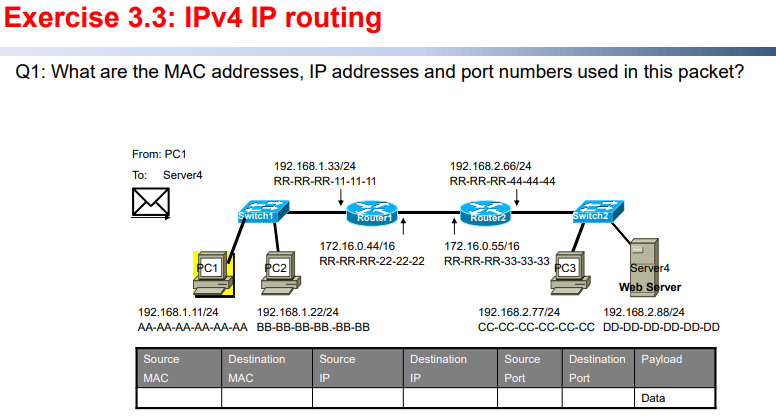 Exercise 3.3: IPv4 IP routing
Q1: What are the MAC addresses, IP addresses and port numbers used in this packet?
From: PC1
To: Server4
192.168.1.33/24
RR-RR-RR-11-11-11
192.168.2.66/24
RR-RR-RR-44-44-44
Switch1
Router1
Router2
Switch2
172.16.0.44/16
RR-RR-RR-22-22-22
172.16.0.55/16
RR-RR-RR-33-33-33
PC1
PC2
PC3
Server4
Web Server
192.168.1.11/24
AA-AA-AA-AA-AA-AA
192.168.1.22/24
BB-BB-BB-BB.-BB-BB
192.168.2.77/24
CC-CC-CC-CC-CC-CC
192.168.2.88/24
DD-DD-DD-DD-DD-DD
Source MAC
Destination MAC
Source IP
Destination IP
Source Port
Destination Port
Payload
Data